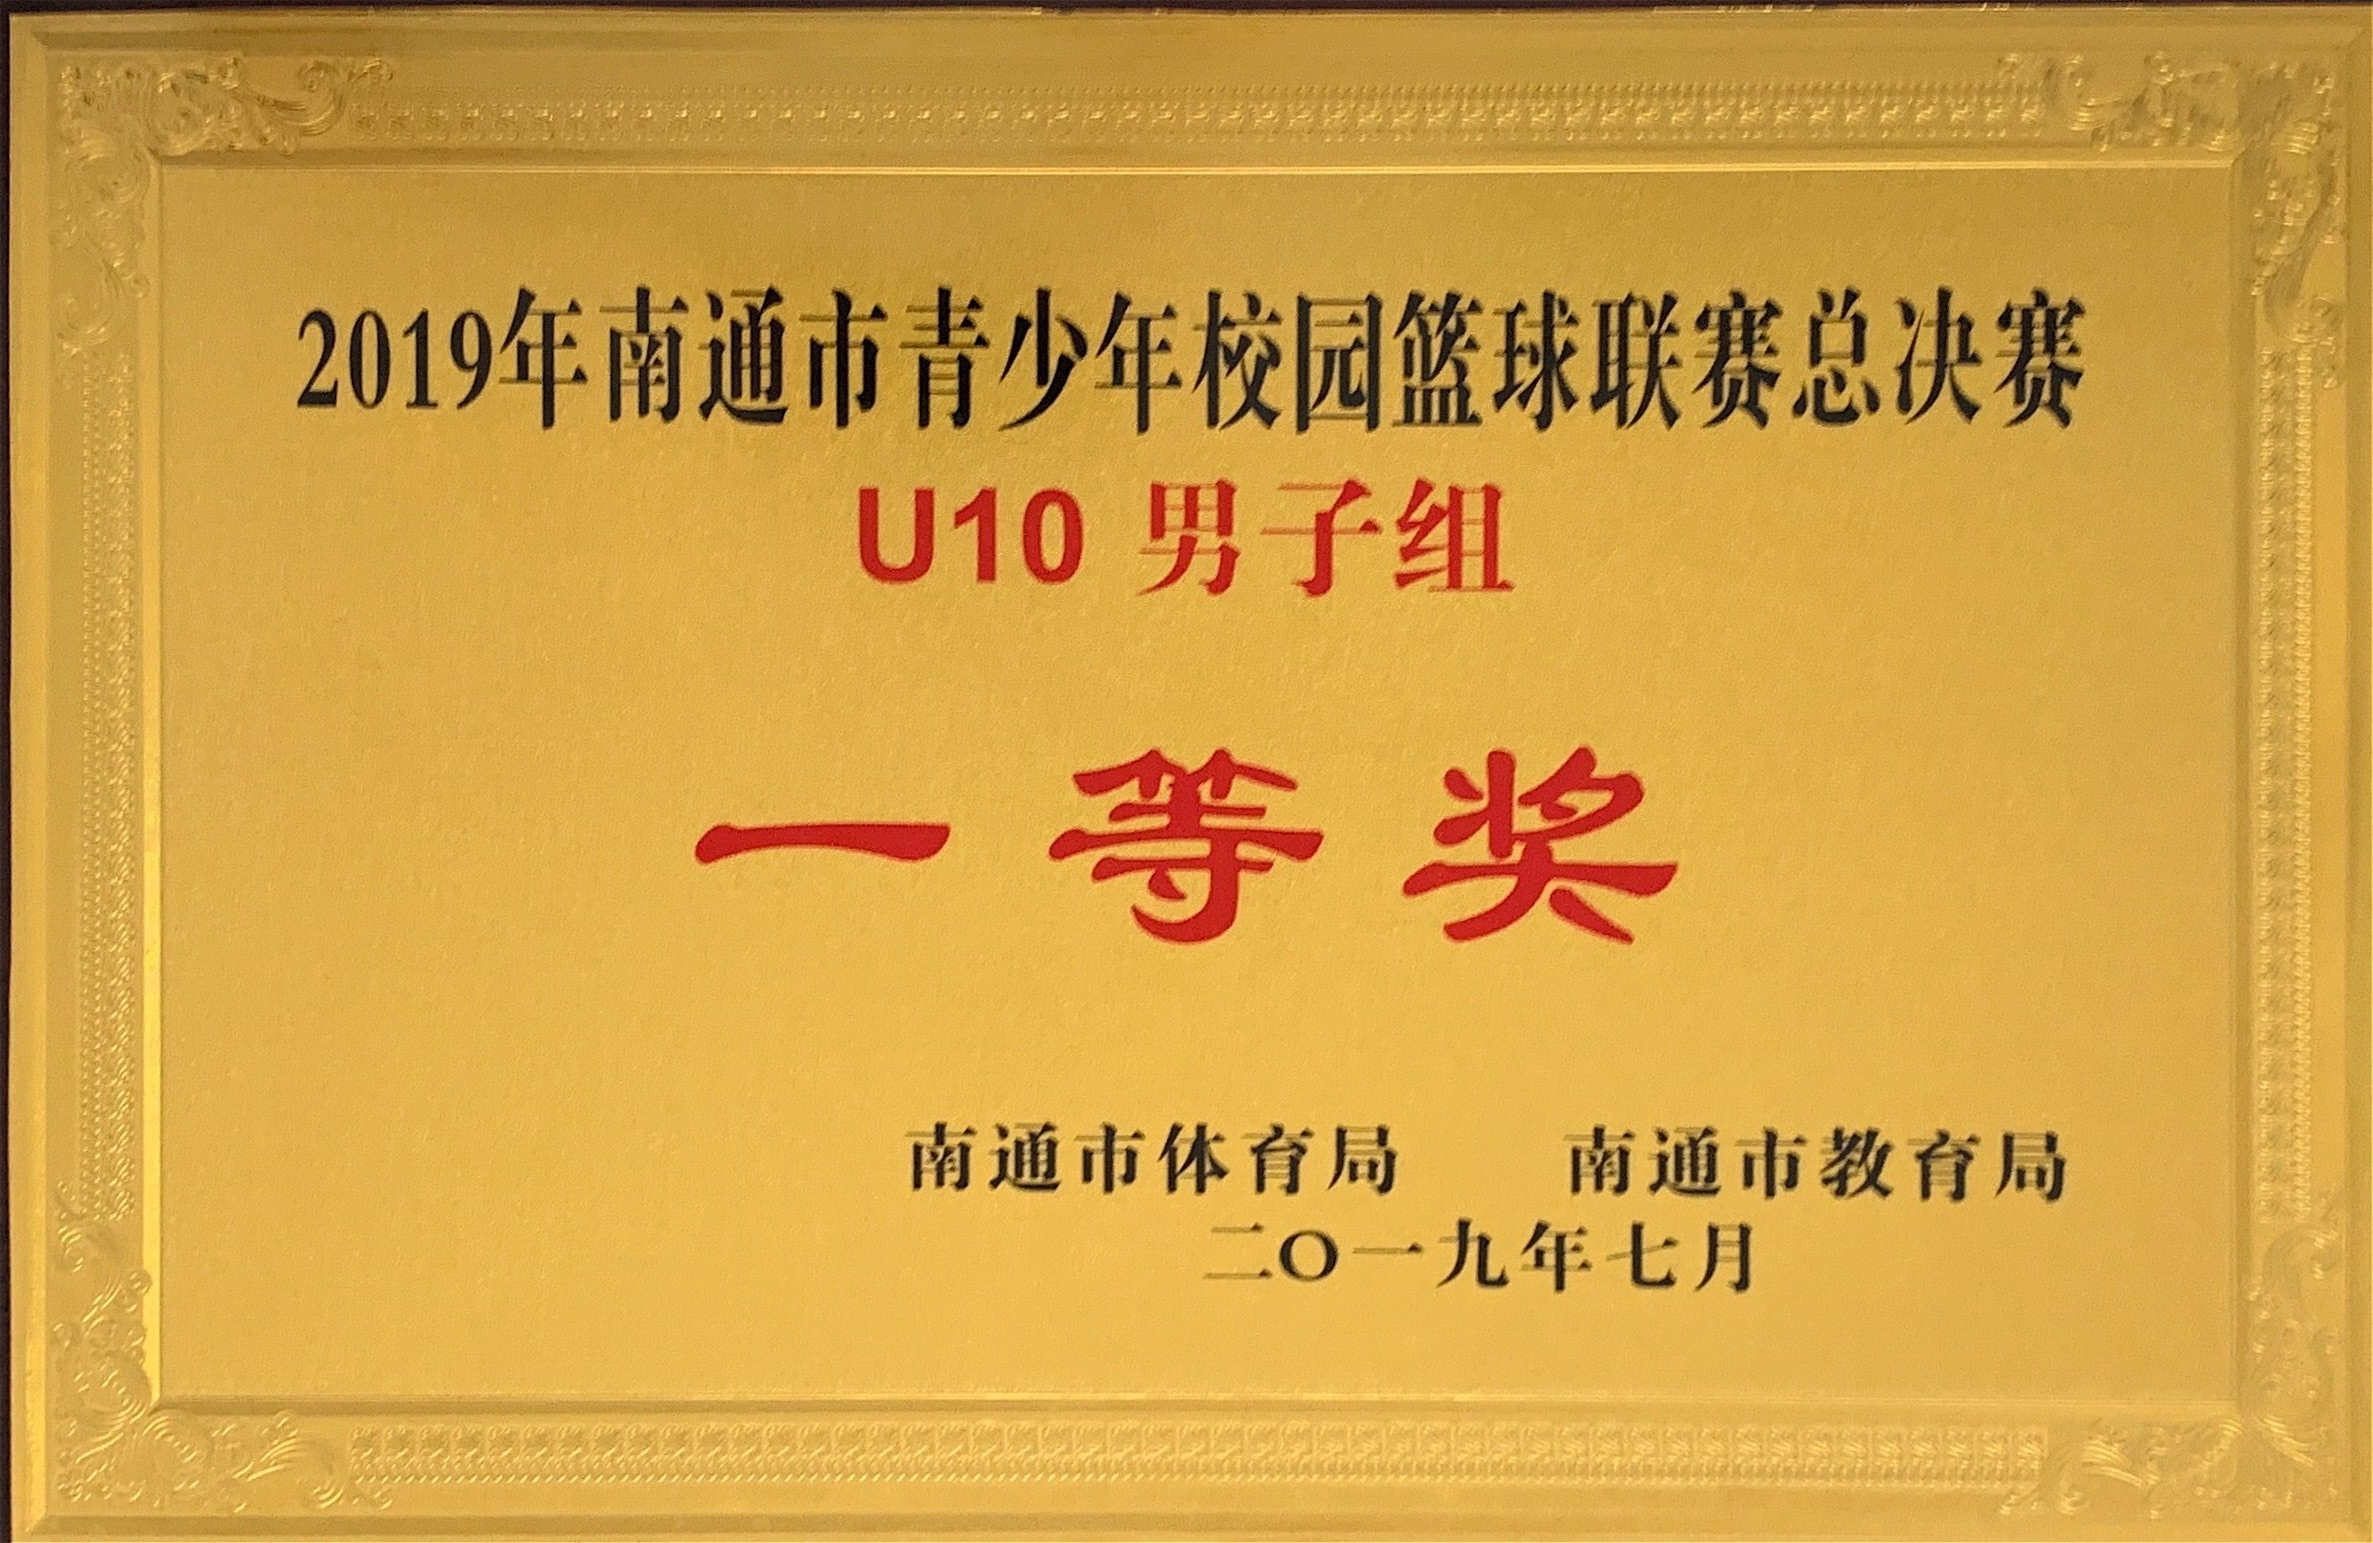 2019年南通市青少年校园篮球联赛总决赛
U10 男子组
一等奖
南通市体育局 南通市教育局
二〇一九年七月